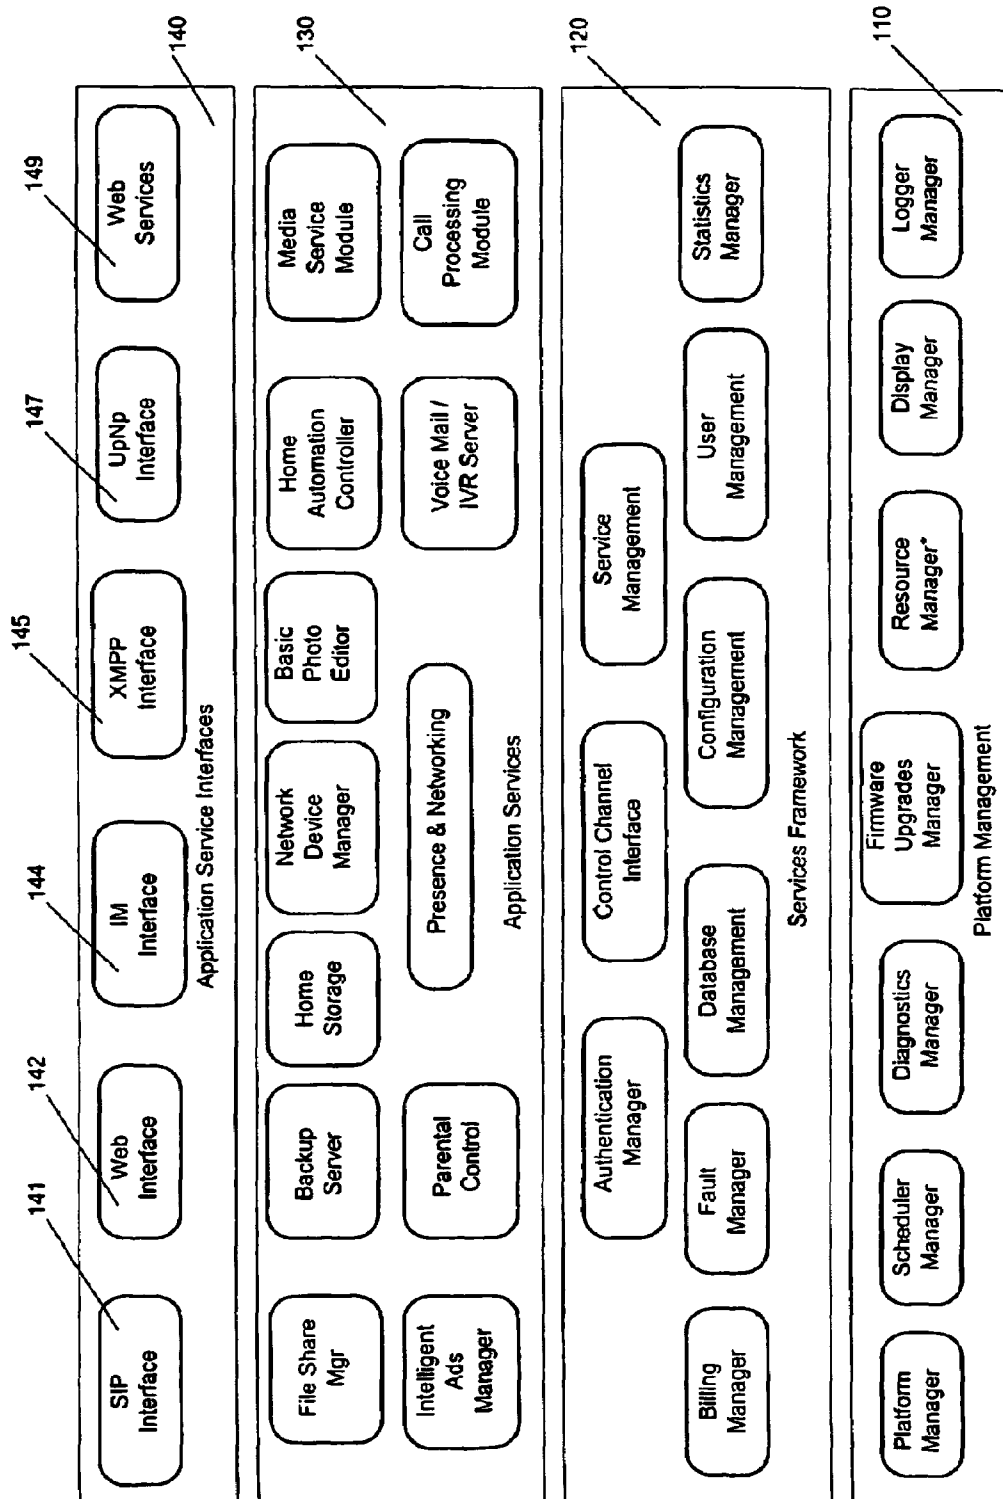 141
142
144
145
147
149
140
SIP
Interface
Web
Interface
IM
Interface
XMPP
Interface
UpNp
Interface
Web
Services
Application Service Interfaces
130
File Share
Mgr
Backup
Server
Home
Storage
Network
Device
Manager
Basic
Photo
Editor
Home
Automation
Controller
Media
Service
Module
Intelligent
Ads
Manager
Parental
Control
Presence & Networking
Voice Mail /
IVR Server
Call
Processing
Module
Application Services
120
Authentication
Manager
Control Channel
Interface
Service
Management
Billing
Manager
Fault
Manager
Database
Management
Configuration
Management
User
Management
Statistics
Manager
Services Framework
110
Platform
Manager
Scheduler
Manager
Diagnostics
Manager
Firmware
Upgrades
Manager
Resource
Manager*
Display
Manager
Logger
Manager
Platform Management